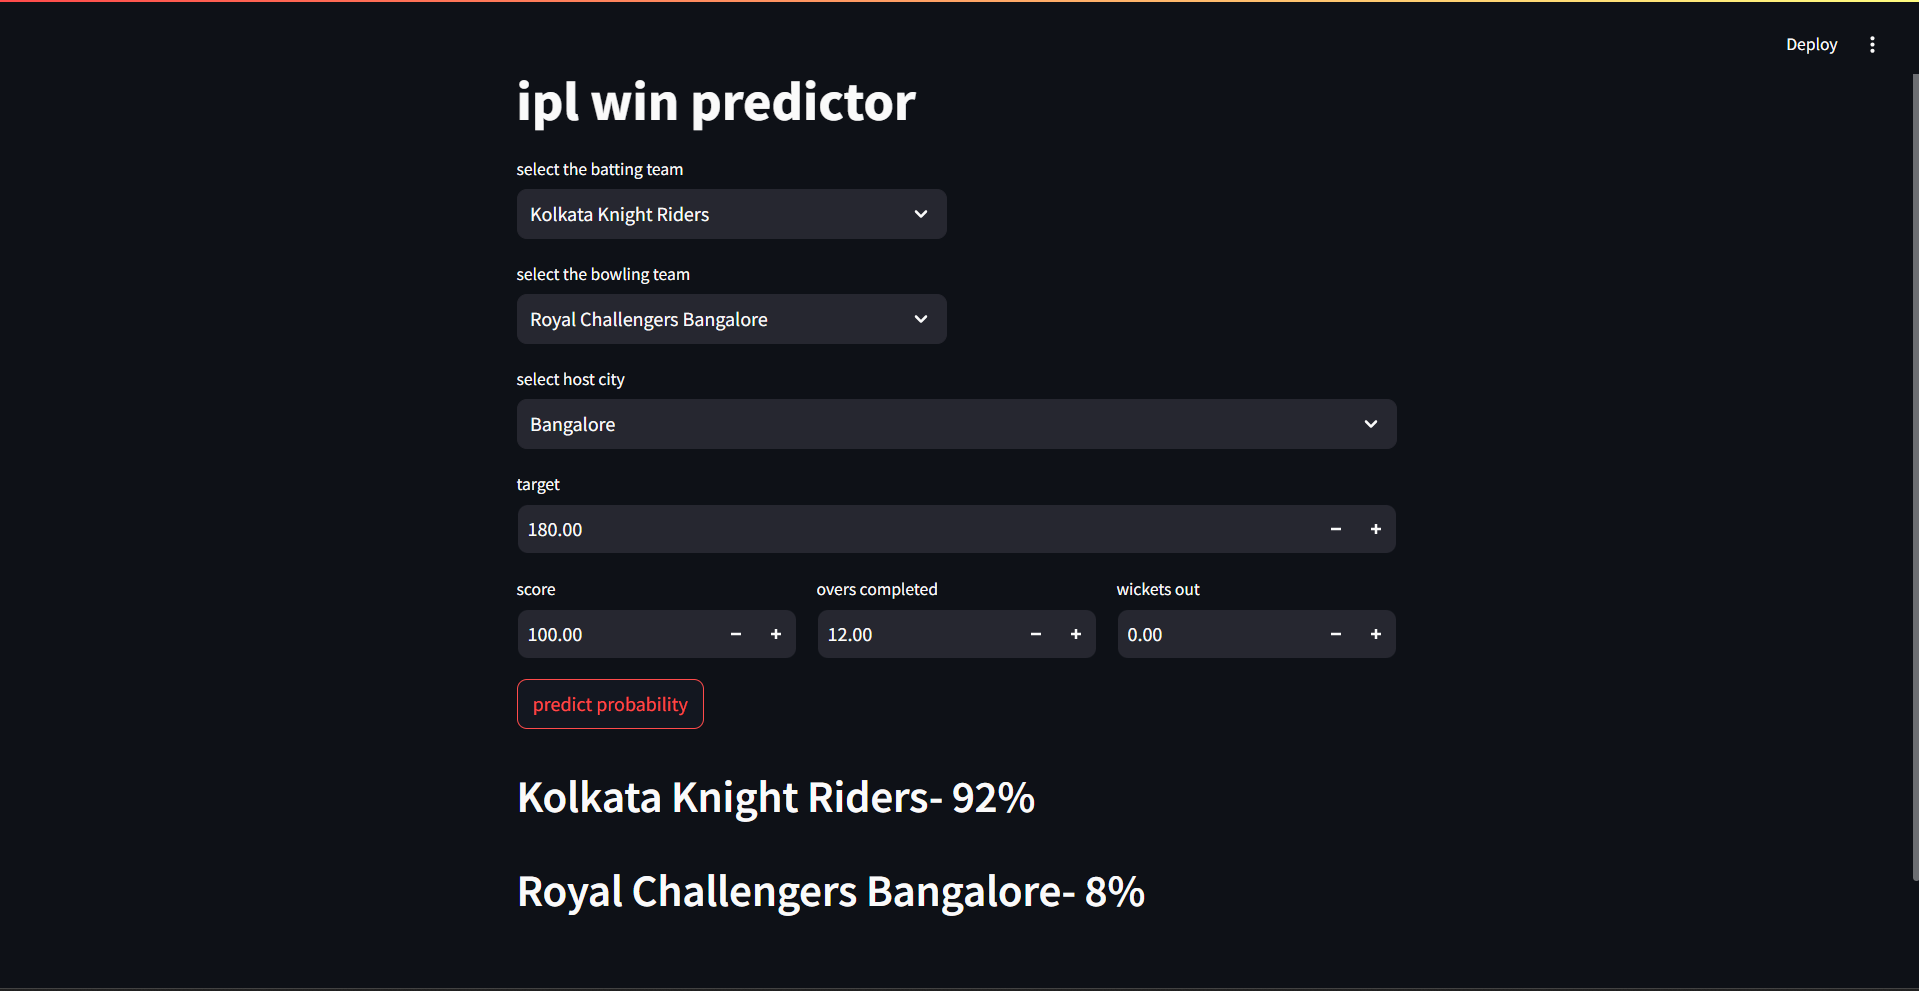 Deploy
ipl win predictor
select the batting team
Kolkata Knight Riders
select the bowling team
Royal Challengers Bangalore
select host city
Bangalore
target
180.00
score overs completed wickets out
100.00 12.00 0.00
predict probability
Kolkata Knight Riders- 92%
Royal Challengers Bangalore- 8%